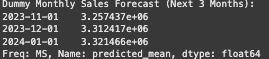 Dummy Monthly Sales Forecast (Next 3 Months):
2023-11-01    3.257437e+06
2023-12-01    3.312417e+06
2024-01-01    3.321466e+06
Freq: MS, Name: predicted_mean, dtype: float64